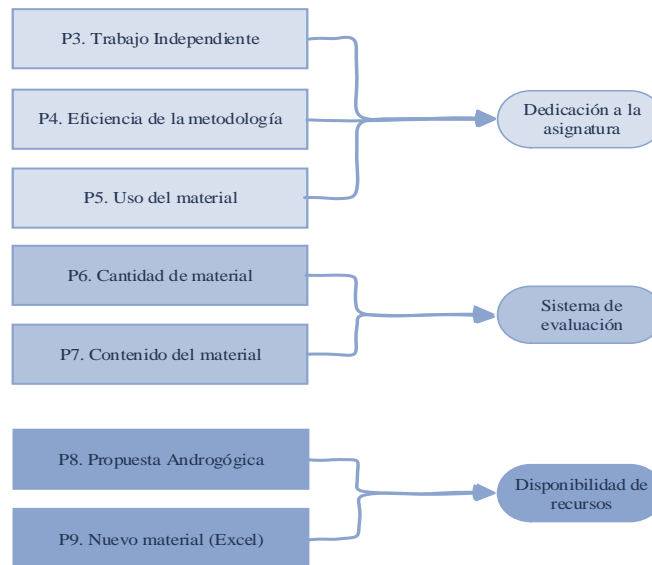 P3. Trabajo Independiente
P4. Eficiencia de la metodología
P5. Uso del material
Dedicación a la
asignatura
P6. Cantidad de material
P7. Contenido del material
Sistema de
evaluación
P8. Propuesta Androgógica
P9. Nuevo material (Excel)
Disponibilidad de
recursos